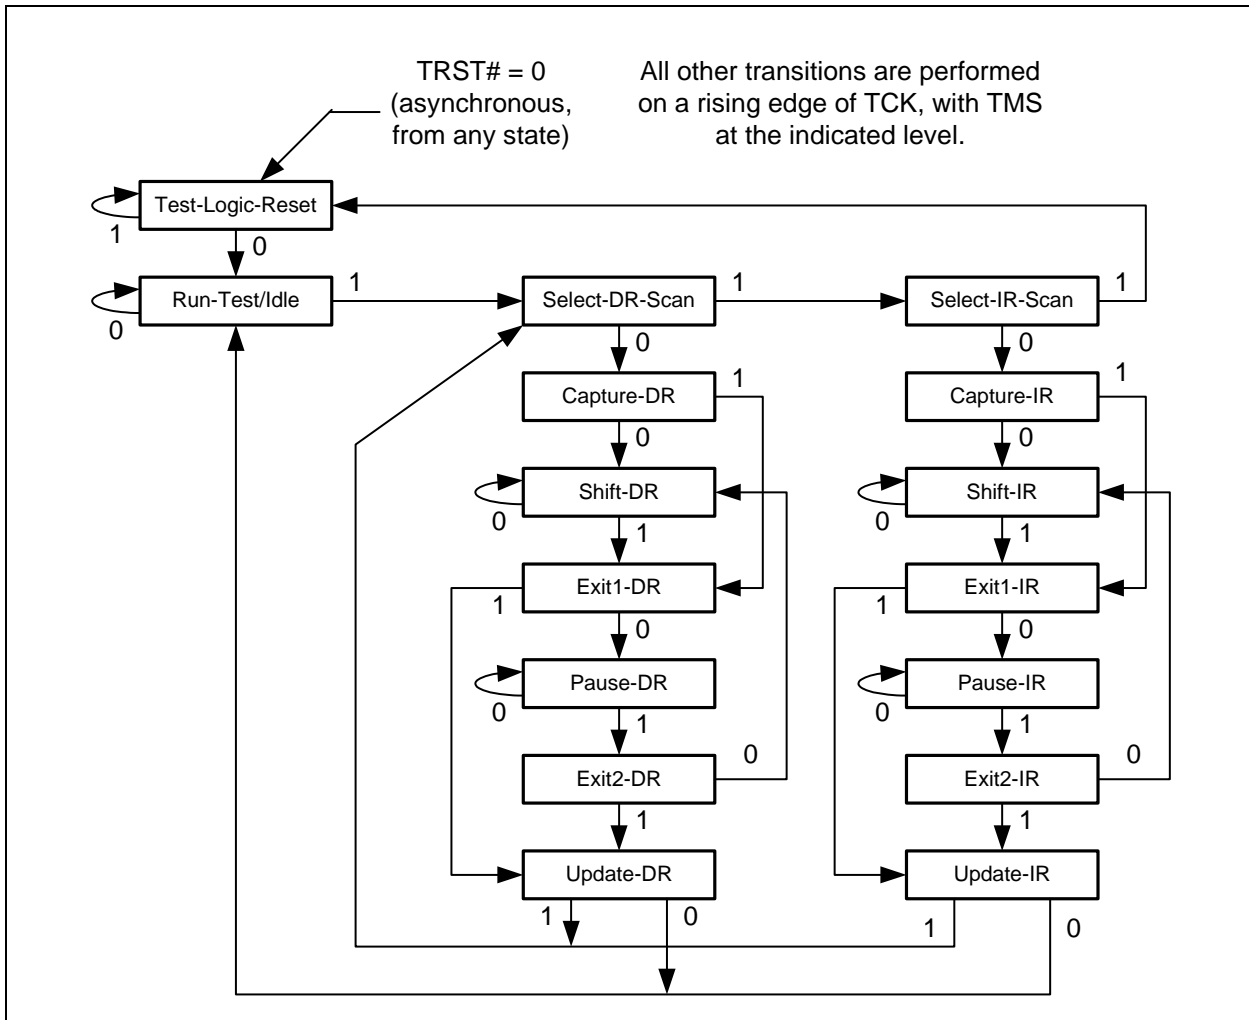 TRST# = 0
(asynchronous,
from any state)
All other transitions are performed
on a rising edge of TCK, with TMS
at the indicated level.
Test-Logic-Reset
1
0
Run-Test/Idle
0
1
Select-DR-Scan
1
Select-IR-Scan
1
0
0
Capture-DR
1
Capture-IR
1
0
0
Shift-DR
0
Shift-IR
0
1
1
Exit1-DR
1
Exit1-IR
1
0
0
Pause-DR
0
Pause-IR
0
1
1
Exit2-DR
0
Exit2-IR
0
1
1
Update-DR
Update-IR
1
0
1
0